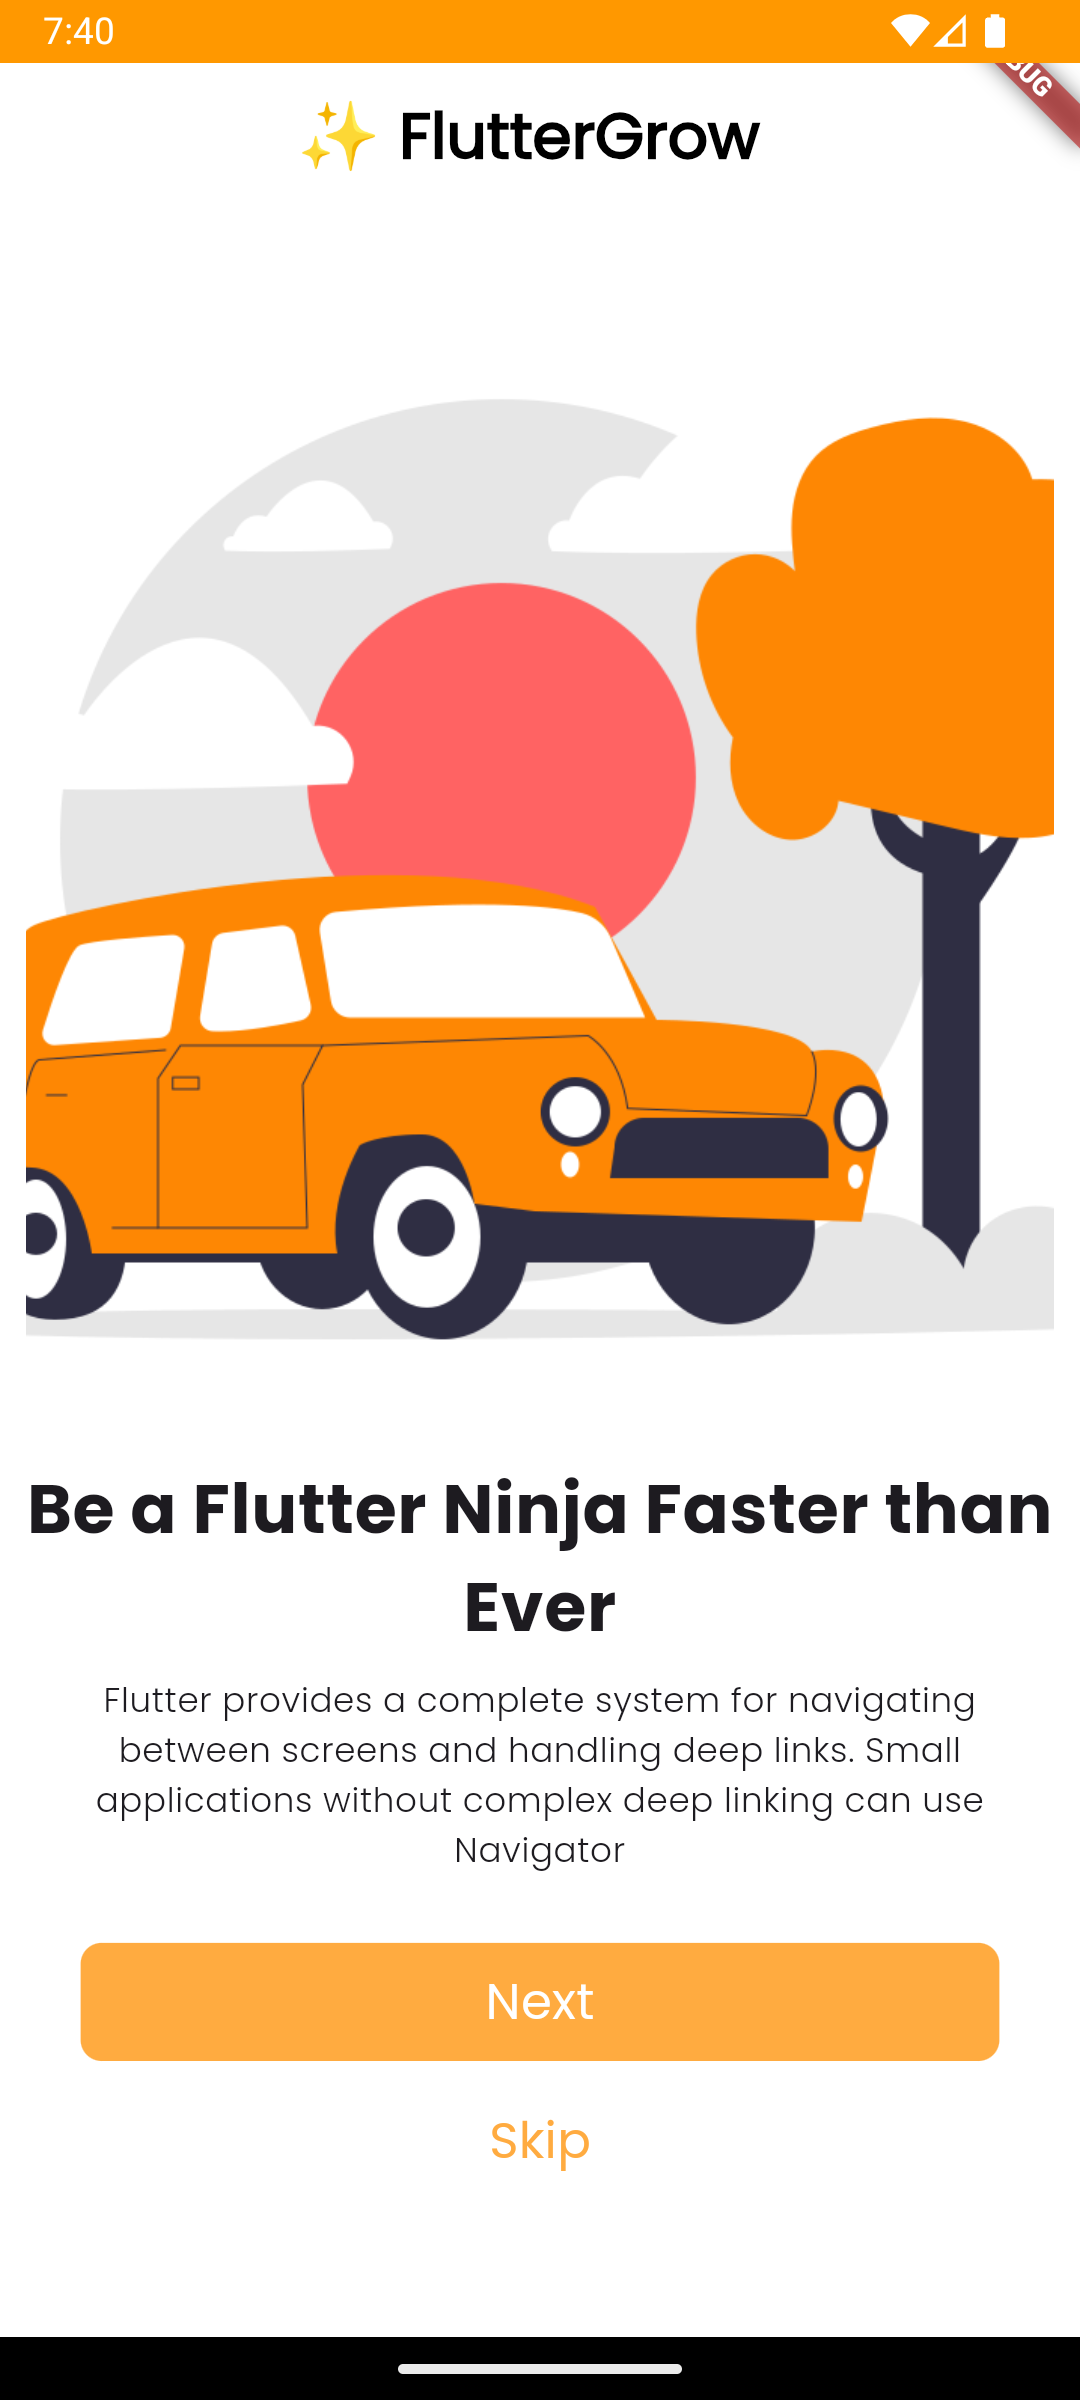 7:40
✨ FlutterGrow
Be a Flutter Ninja Faster than
Ever
Flutter provides a complete system for navigating
between screens and handling deep links. Small
applications without complex deep linking can use
Navigator
Next
Skip